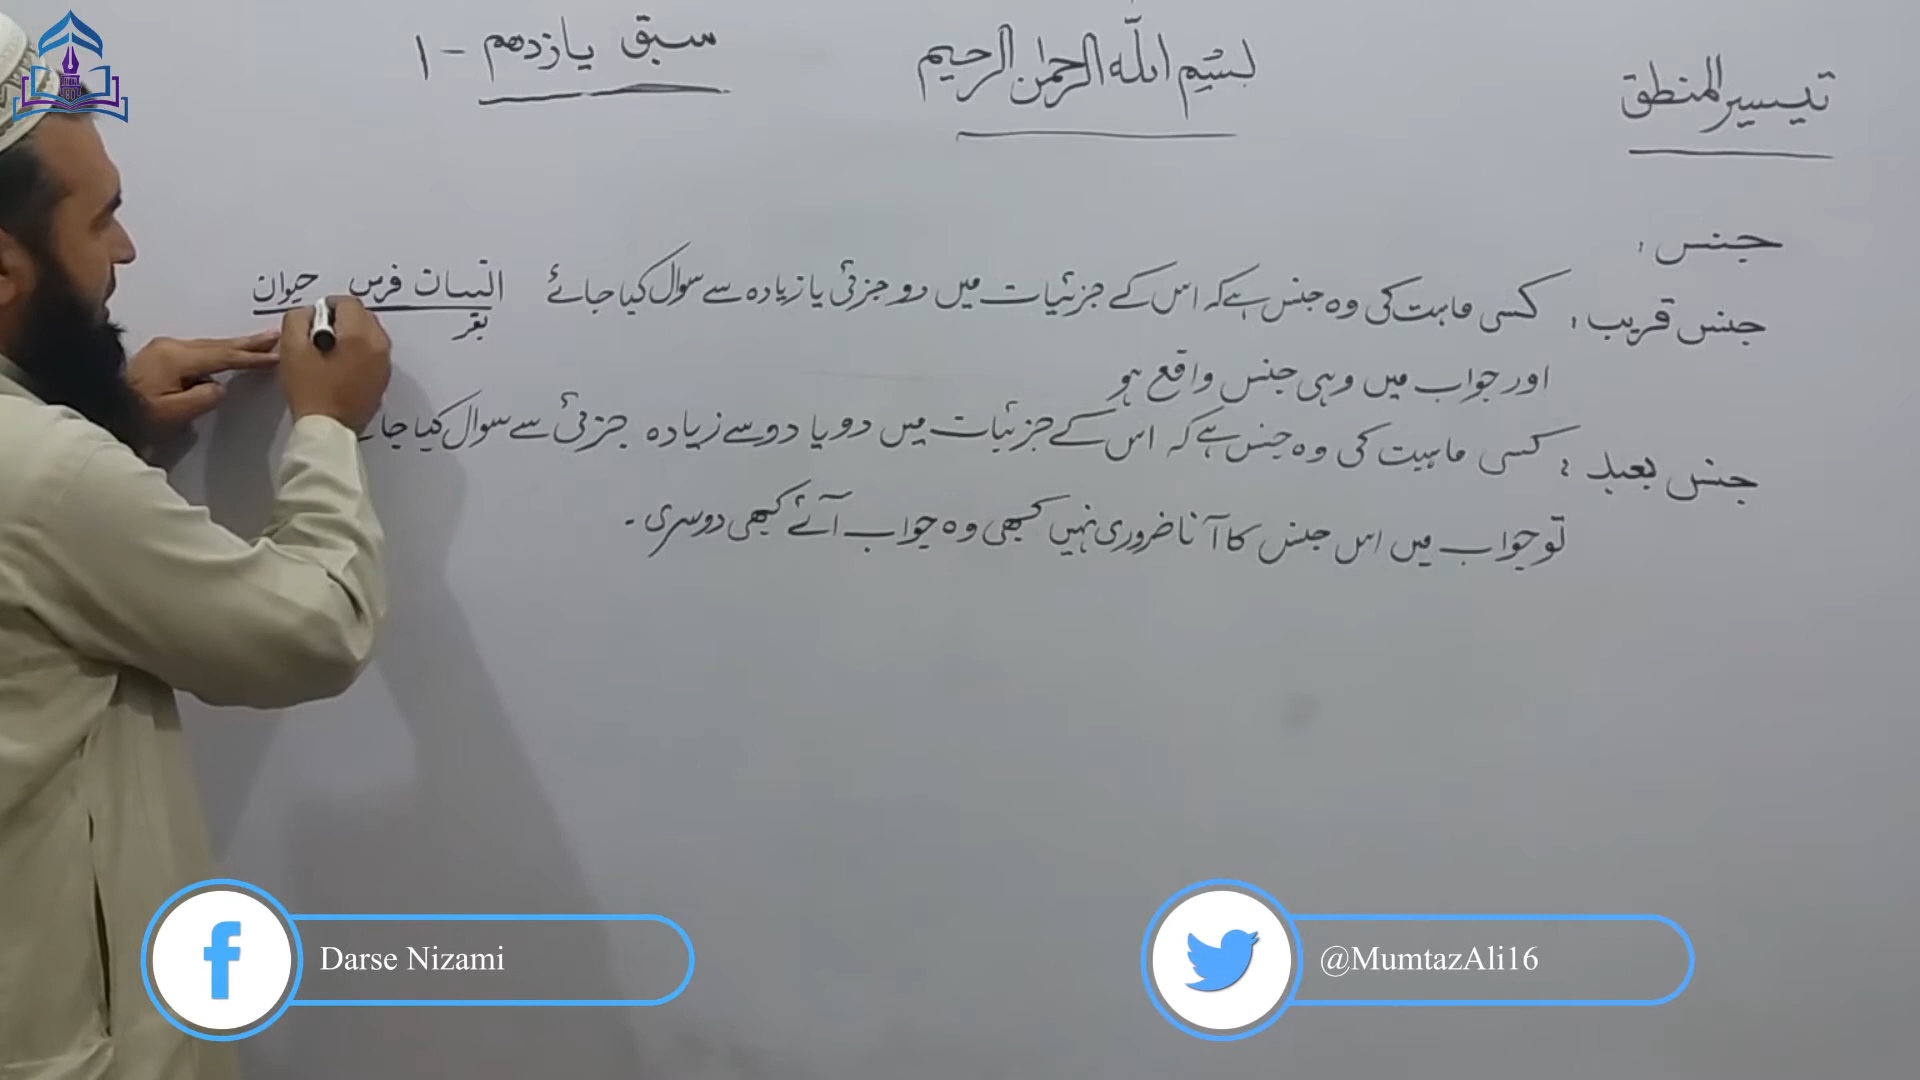 تیسیر المنطق
بسم اللہ الرحمٰن الرحیم
سبق یازدہم - ۱
جنس :
جنس قریب : کسی ماہت کی وہ جنس ہے کہ اس کے جزئیات میں دو جزئی یا زیادہ سے سوال کیا جائے
اور جواب میں وہی جنس واقع ہو
انسان فرس حیوان
بقر
جنس بعید : کسی ماہیت کی وہ جنس ہے کہ اس کے جزئیات میں دو یا دو سے زیادہ جزئی سے سوال کیا جائے
تو جواب میں اس جنس کا آنا ضروری نہیں کبھی وہ جواب آئے کبھی دوسری ۔
Darse Nizami
@MumtazAli16